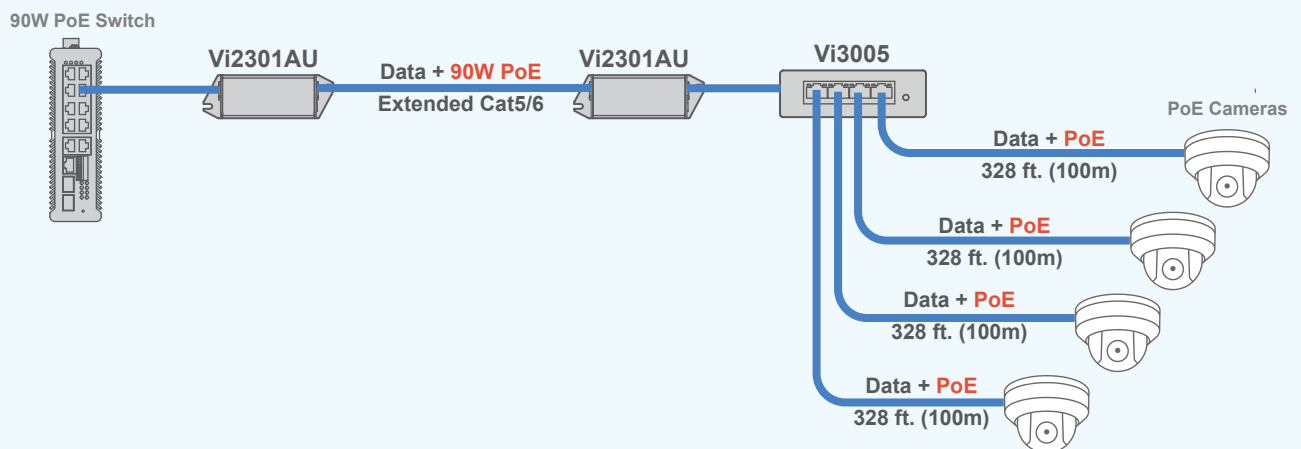 90W PoE Switch
Vi2301AU
Data + 90W PoE
Extended Cat5/6
Vi2301AU
Vi3005
PoE Cameras
Data + PoE
328 ft. (100m)
Data + PoE
328 ft. (100m)
Data + PoE
328 ft. (100m)
Data + PoE
328 ft. (100m)